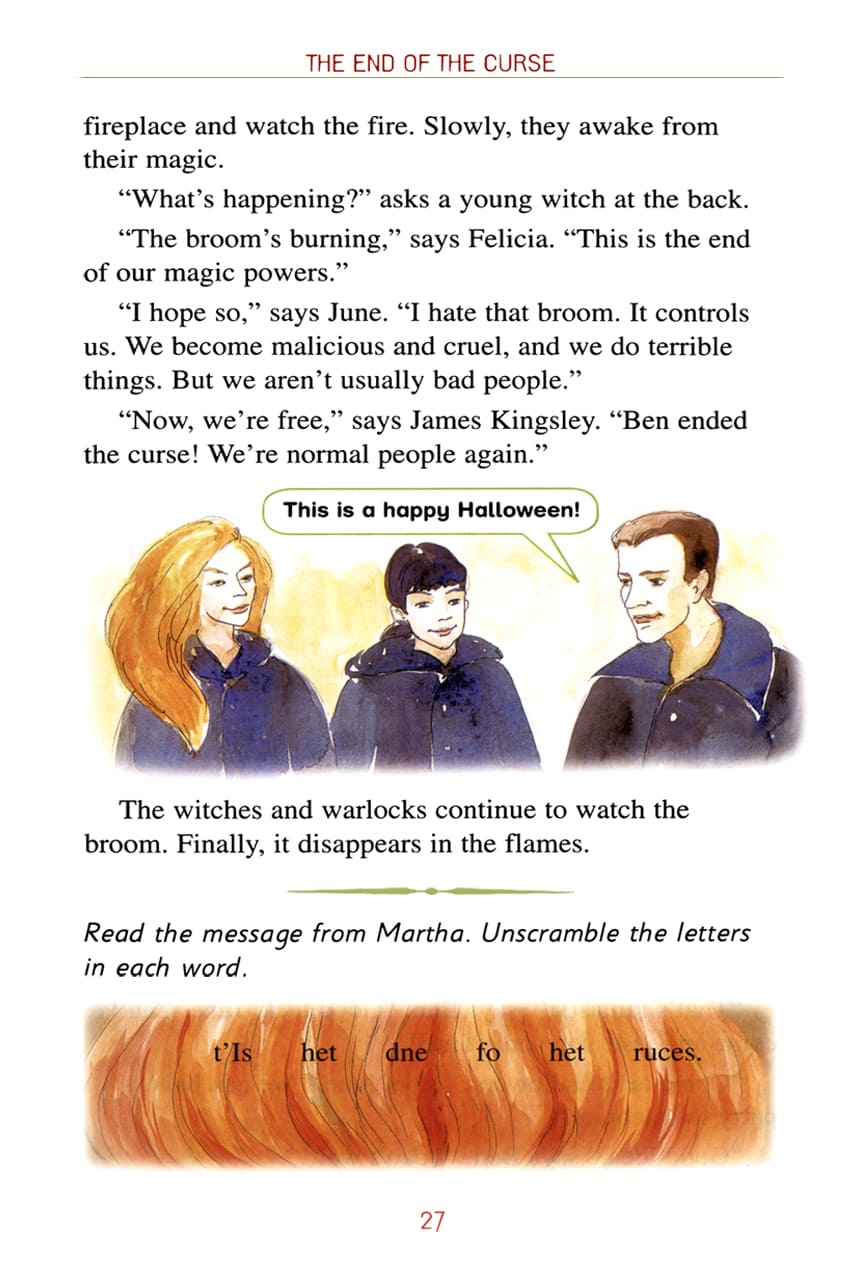 THE END OF THE CURSE
fireplace and watch the fire. Slowly, they awake from
their magic.
“What’s happening?” asks a young witch at the back.
“The broom’s burning,” says Felicia. “This is the end
of our magic powers.”
“I hope so,” says June. “I hate that broom. It controls
us. We become malicious and cruel, and we do terrible
things. But we aren’t usually bad people.”
“Now, we’re free,” says James Kingsley. “Ben ended
the curse! We’re normal people again.”
This is a happy Halloween!
The witches and warlocks continue to watch the
broom. Finally, it disappears in the flames.
Read the message from Martha. Unscramble the letters
in each word.
t’Is het dne fo het ruces.
27